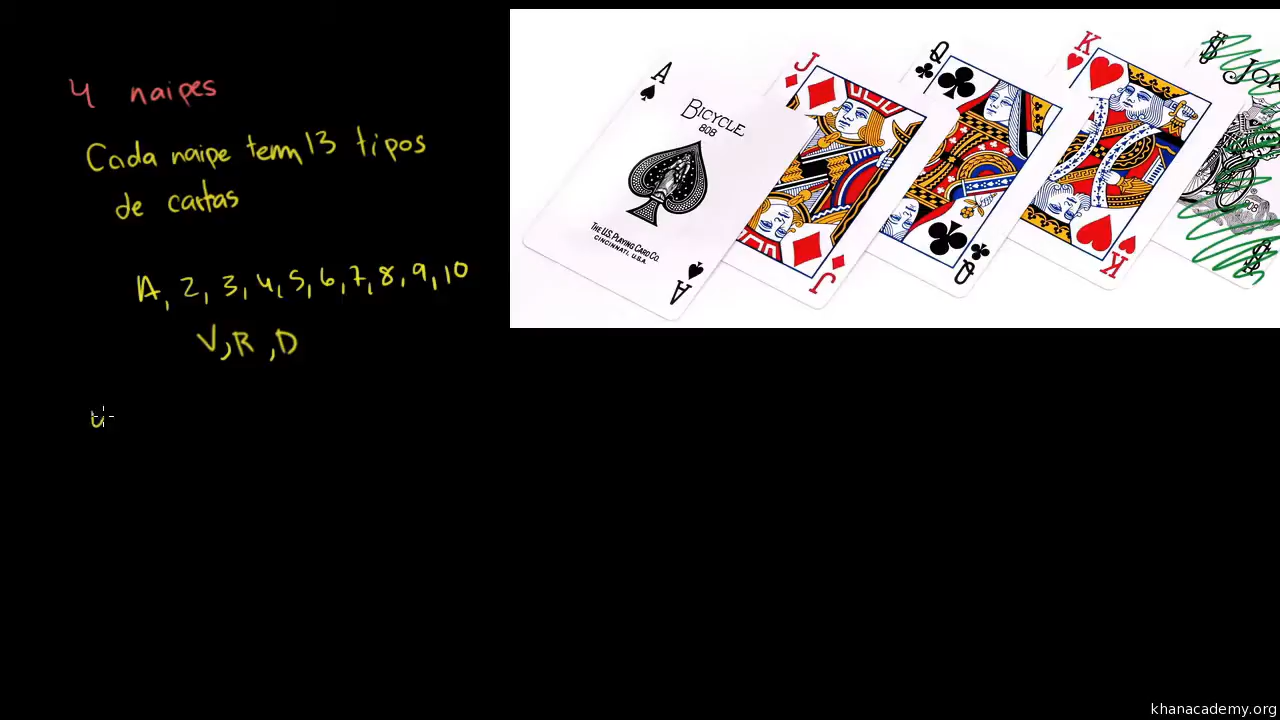 4 naipes
Cada naipe tem 13 tipos
de cartas
A, 2, 3, 4, 5, 6, 7, 8, 9, 10
V, R, D
A
BICYCLE
808
THE U.S. PLAYING CARD CO.
CINCINNATI, U.S.A.
A
J
J
Q
Q
K
K
khanacademy.org